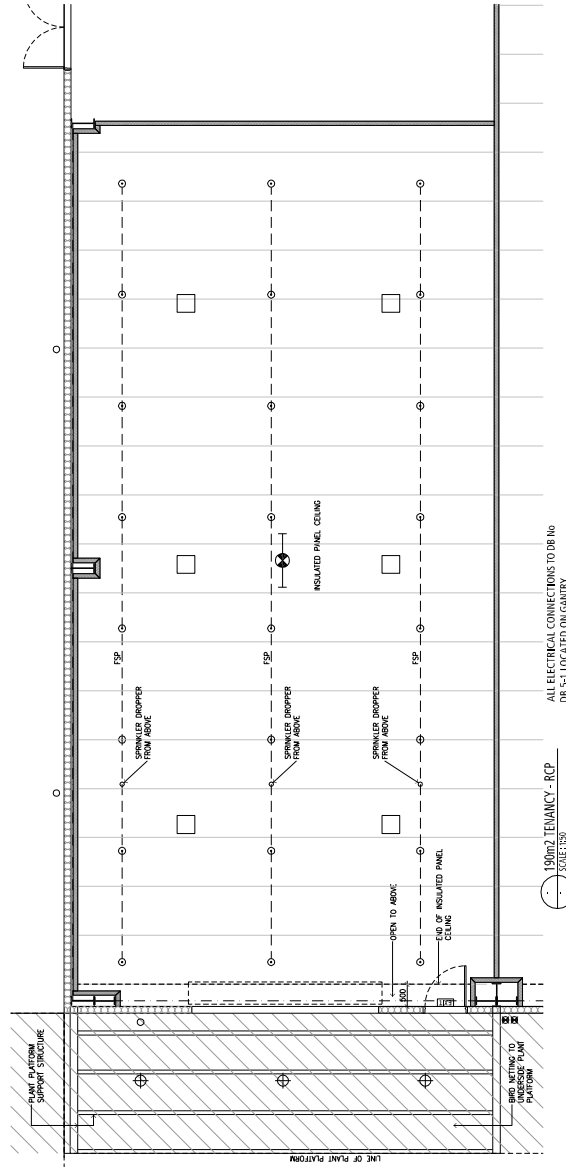 INSULATED PANEL CEILING
FSP
FSP
FSP
SPRINKLER DROPPER
FROM ABOVE
SPRINKLER DROPPER
FROM ABOVE
SPRINKLER DROPPER
FROM ABOVE
OPEN TO ABOVE
END OF INSULATED PANEL
CEILING
600
PLANT PLATFORM
SUPPORT STRUCTURE
BIRD NETTING TO
UNDERSIDE PLANT
PLATFORM
LINE OF PLANT PLATFORM
ALL ELECTRICAL CONNECTIONS TO DB No
DB 5-1 LOCATED ON GANTRY
190m2 TENANCY - RCP
SCALE 1:50